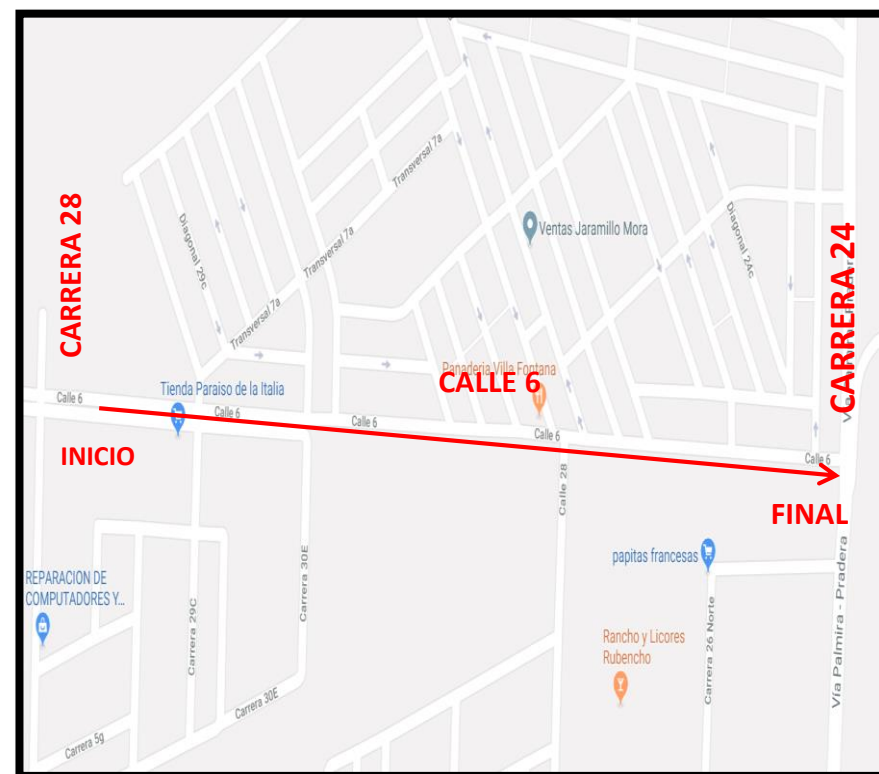 Transversal 7a
CARRERA 28
Diagonal 29c
Transversal 7a
Ventas Jaramillo Mora
Diagonal 24c
CARRERA 24
Transversal 7a
Panaderia Villa Fontana
CALLE 6
Tienda Paraiso de la Italia
Calle 6
Calle 6
Calle 6
Calle 6
Calle 6
INICIO
FINAL
Calle 28
papitas francesas
Carrera 30E
REPARACION DE
COMPUTADORES Y...
Carrera 29C
Rancho y Licores
Rubencho
Carrera 26 Norte
Vía Palmira - Pradera
Carrera 30E
Carrera 5g